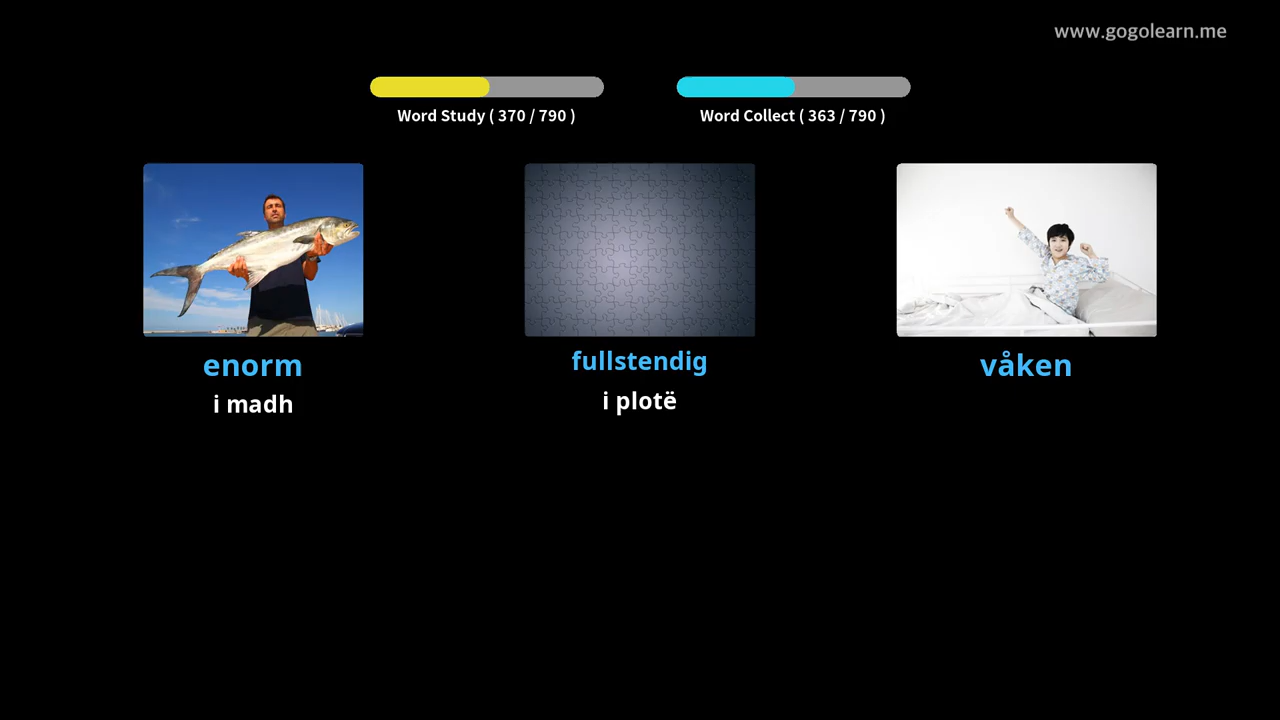 www.gogolearn.me
Word Study ( 370 / 790 )
Word Collect ( 363 / 790 )
enorm
i madh
fullstendig
i plotë
våken